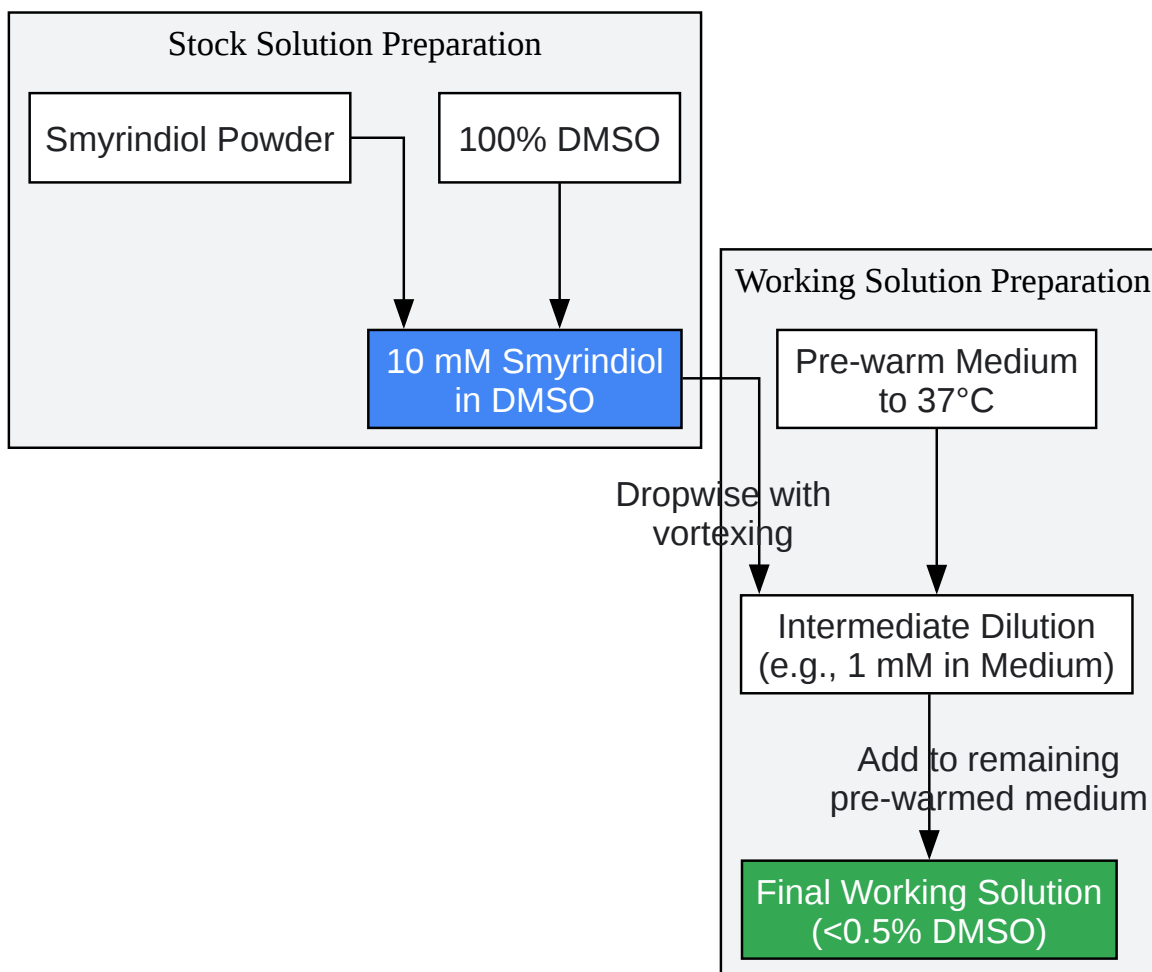 Stock Solution Preparation
Smyrindiol Powder
100% DMSO
10 mM Smyrindiol
in DMSO
Working Solution Preparation
Pre-warm Medium
to 37°C
Dropwise with
vortexing
Intermediate Dilution
(e.g., 1 mM in Medium)
Add to remaining
pre-warmed medium
Final Working Solution
(<0.5% DMSO)